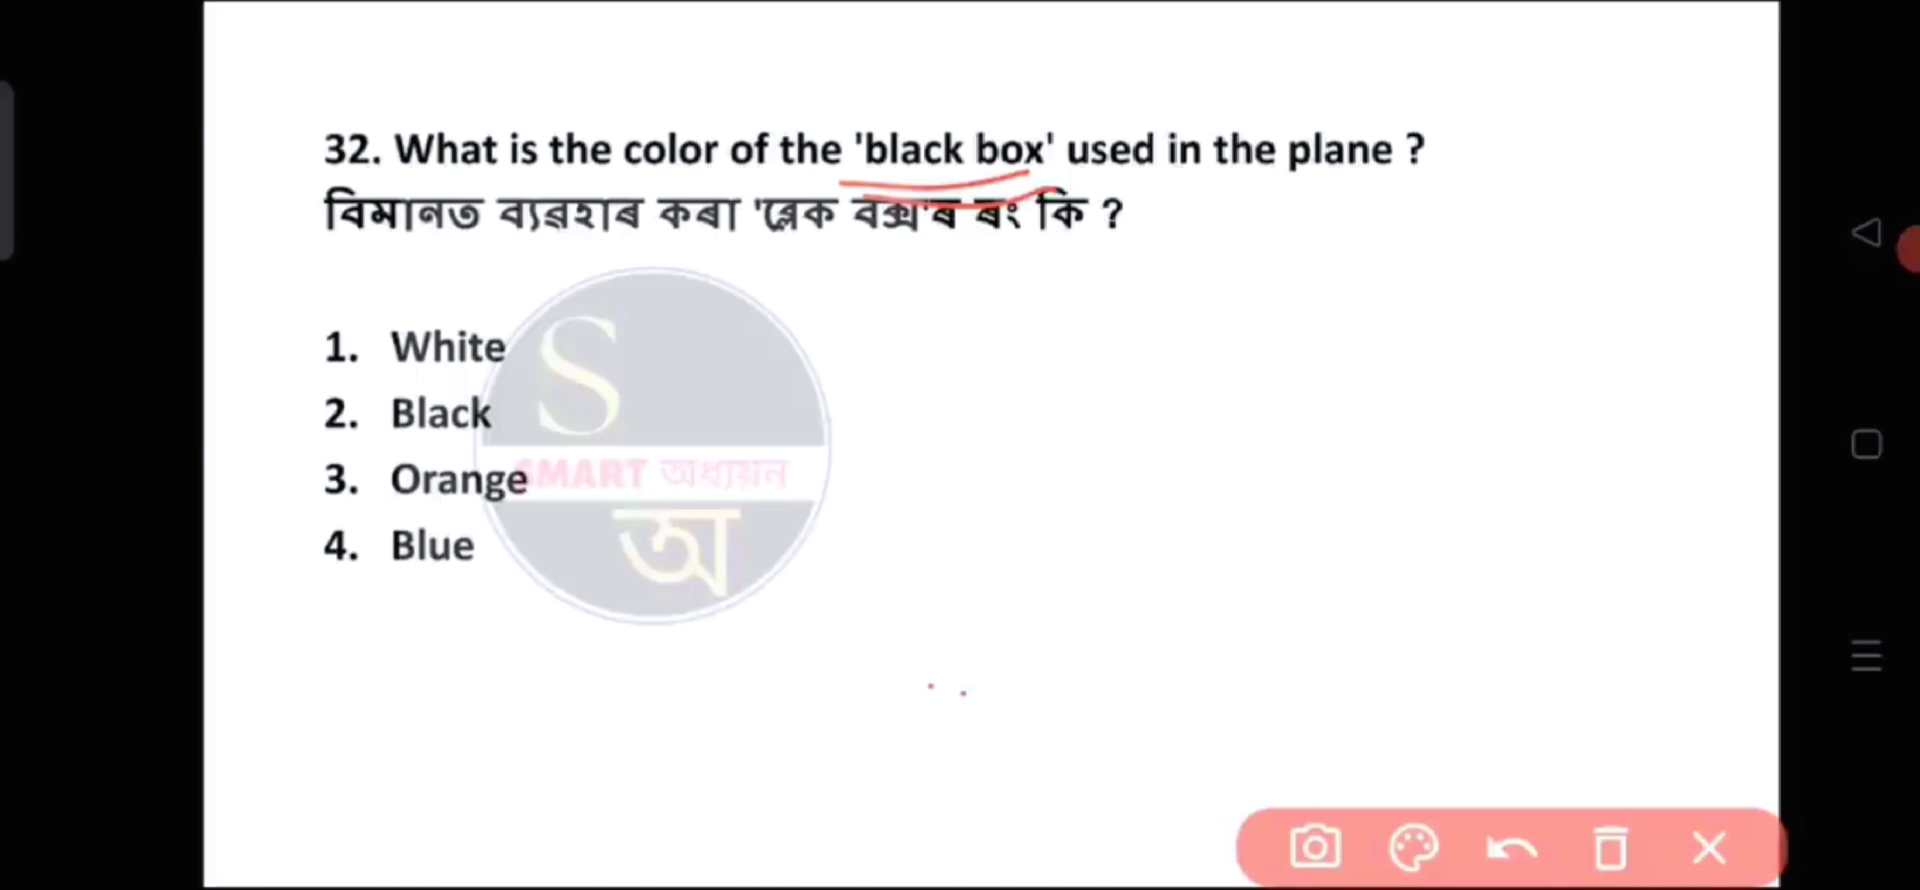 32. What is the color of the 'black box' used in the plane ?
বিমানত ব্যৱহাৰ কৰা 'ব্লেক বক্স'ৰ ৰং কি ?
1. White
2. Black
3. Orange
4. Blue
S
SMART অধ্যয়ন
অ